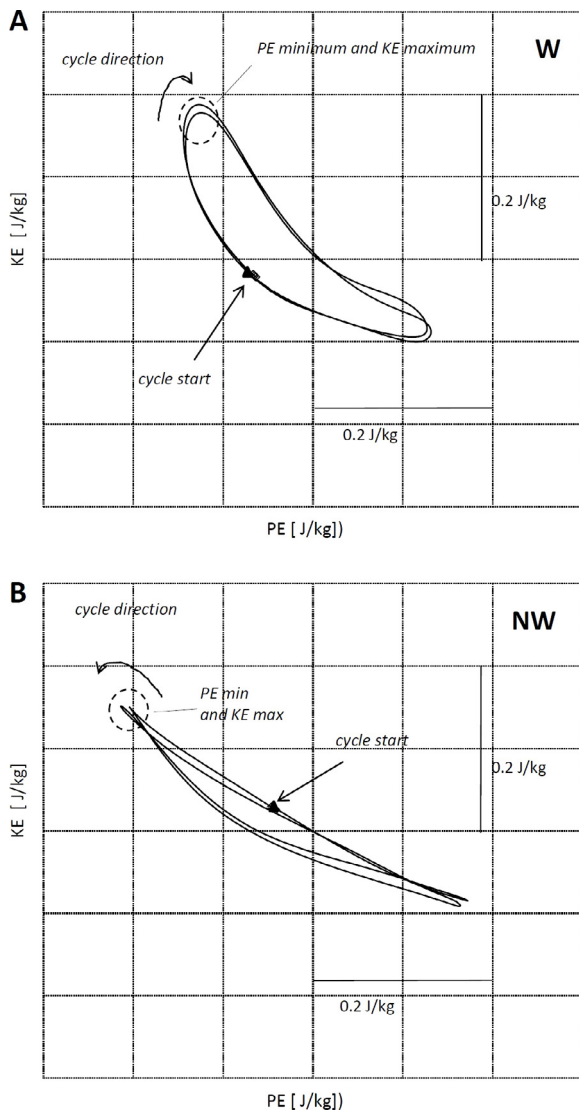 A
W
cycle direction
PE minimum and KE maximum
KE [ J/kg]
0.2 J/kg
cycle start
0.2 J/kg
PE [ J/kg])
B
NW
cycle direction
PE min
and KE max
cycle start
KE [ J/kg]
0.2 J/kg
0.2 J/kg
PE [ J/kg])